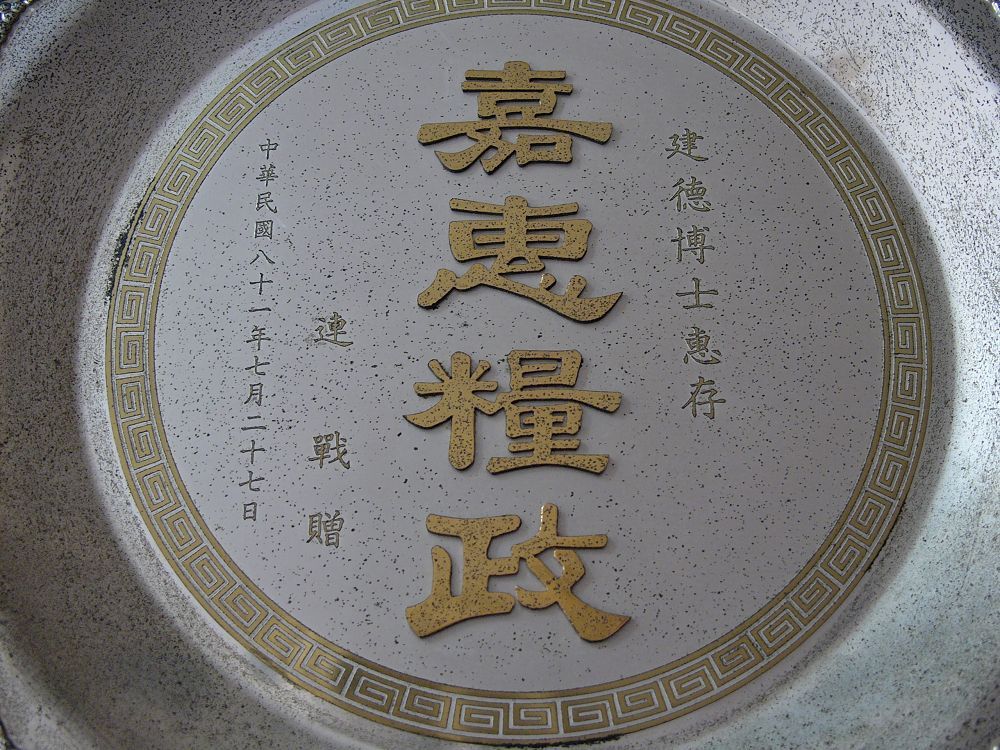 建德博士惠存
嘉惠糧政
連戰贈
中華民國八十一年七月二十七日